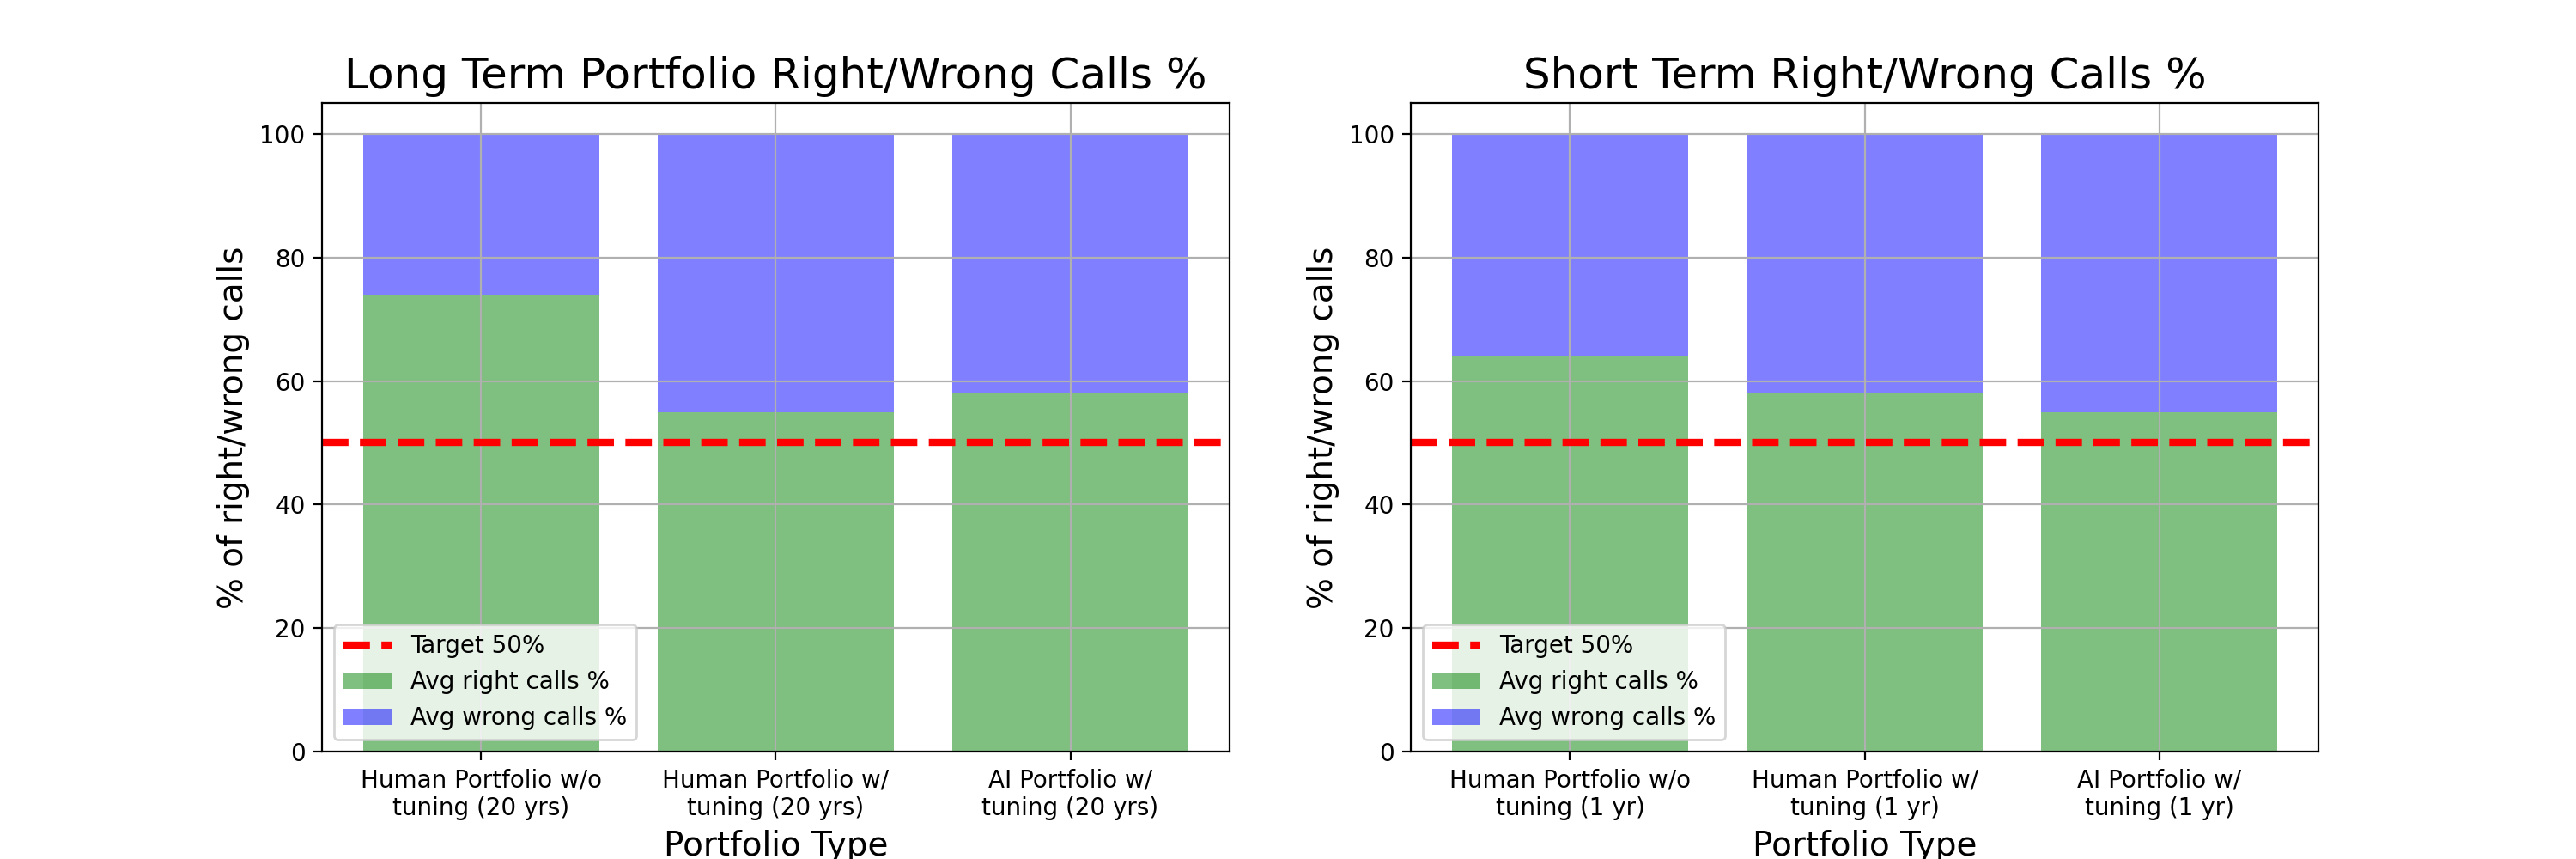 Long Term Portfolio Right/Wrong Calls %
% of right/wrong calls
100
80
60
40
20
0
Target 50%
Avg right calls %
Avg wrong calls %
Human Portfolio w/o
tuning (20 yrs)
Human Portfolio w/
tuning (20 yrs)
AI Portfolio w/
tuning (20 yrs)
Portfolio Type
Short Term Right/Wrong Calls %
% of right/wrong calls
100
80
60
40
20
0
Target 50%
Avg right calls %
Avg wrong calls %
Human Portfolio w/o
tuning (1 yr)
Human Portfolio w/
tuning (1 yr)
AI Portfolio w/
tuning (1 yr)
Portfolio Type